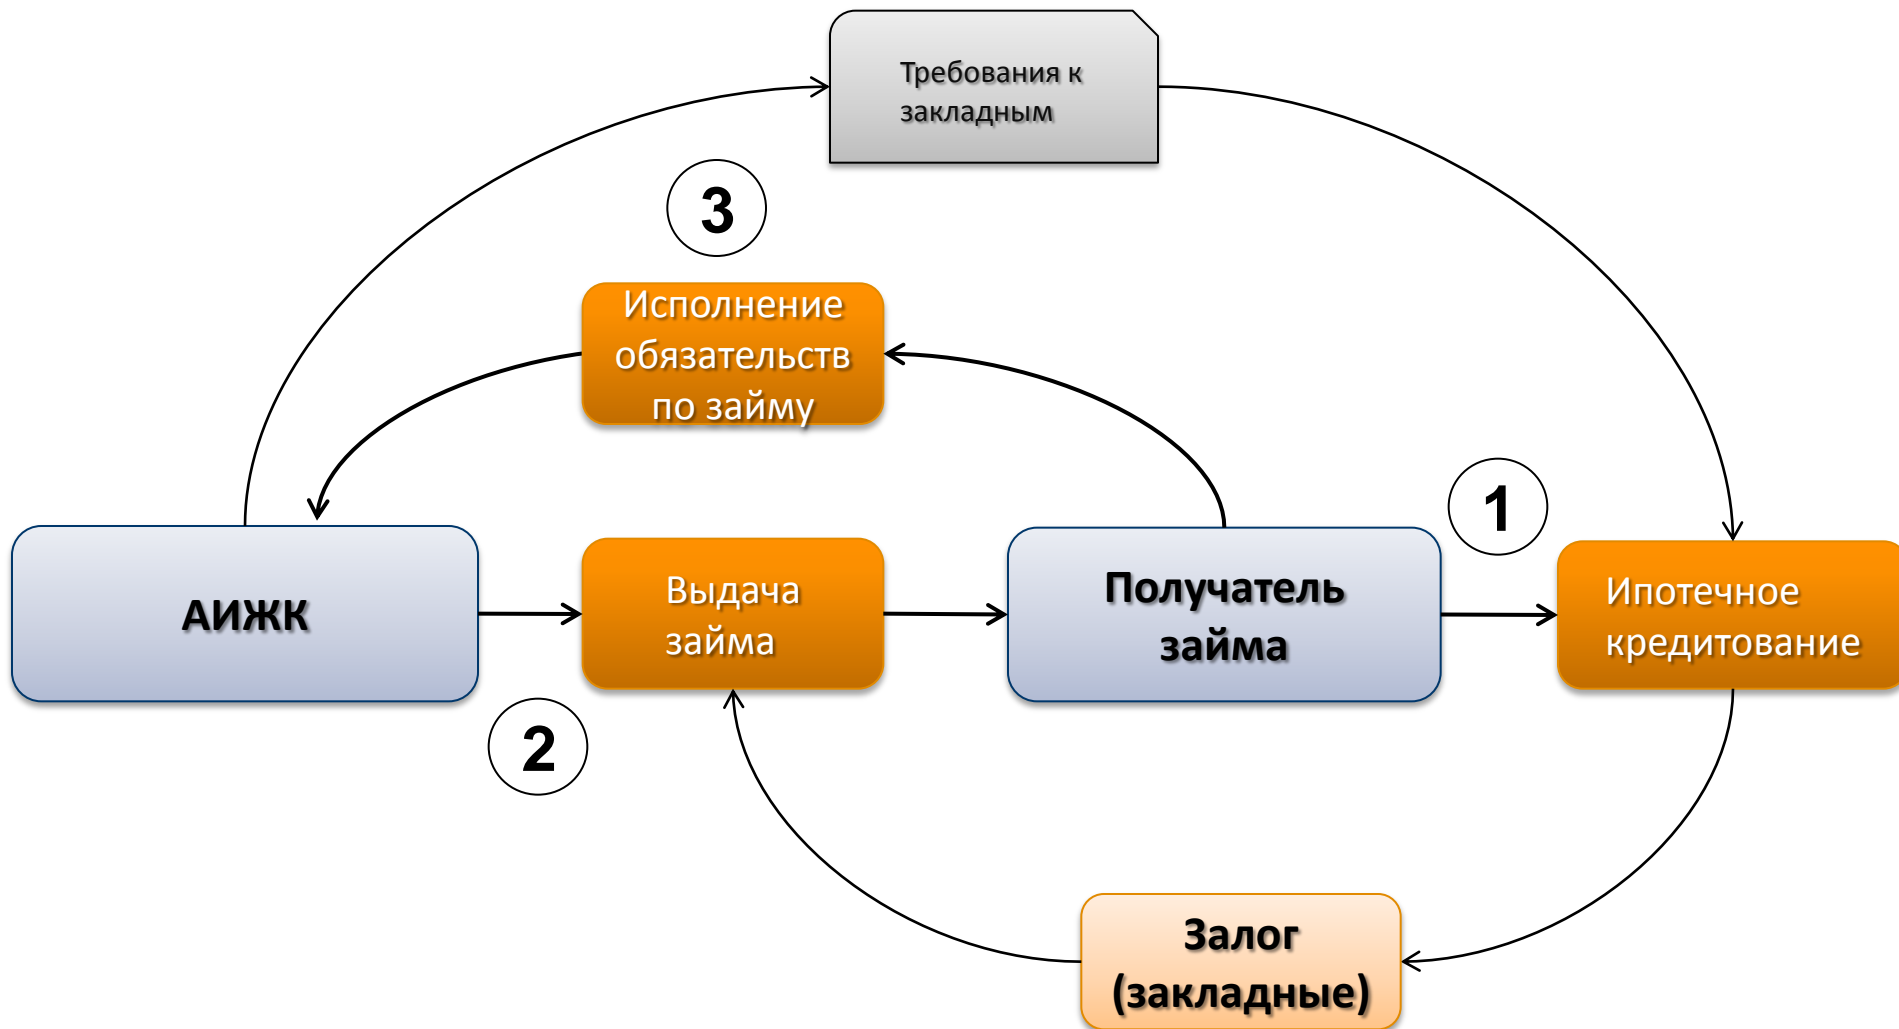 Требования к
закладным
3
Исполнение
обязательств
по займу
1
АИЖК
Выдача
займа
Получатель
займа
Ипотечное
кредитование
2
Залог
(закладные)